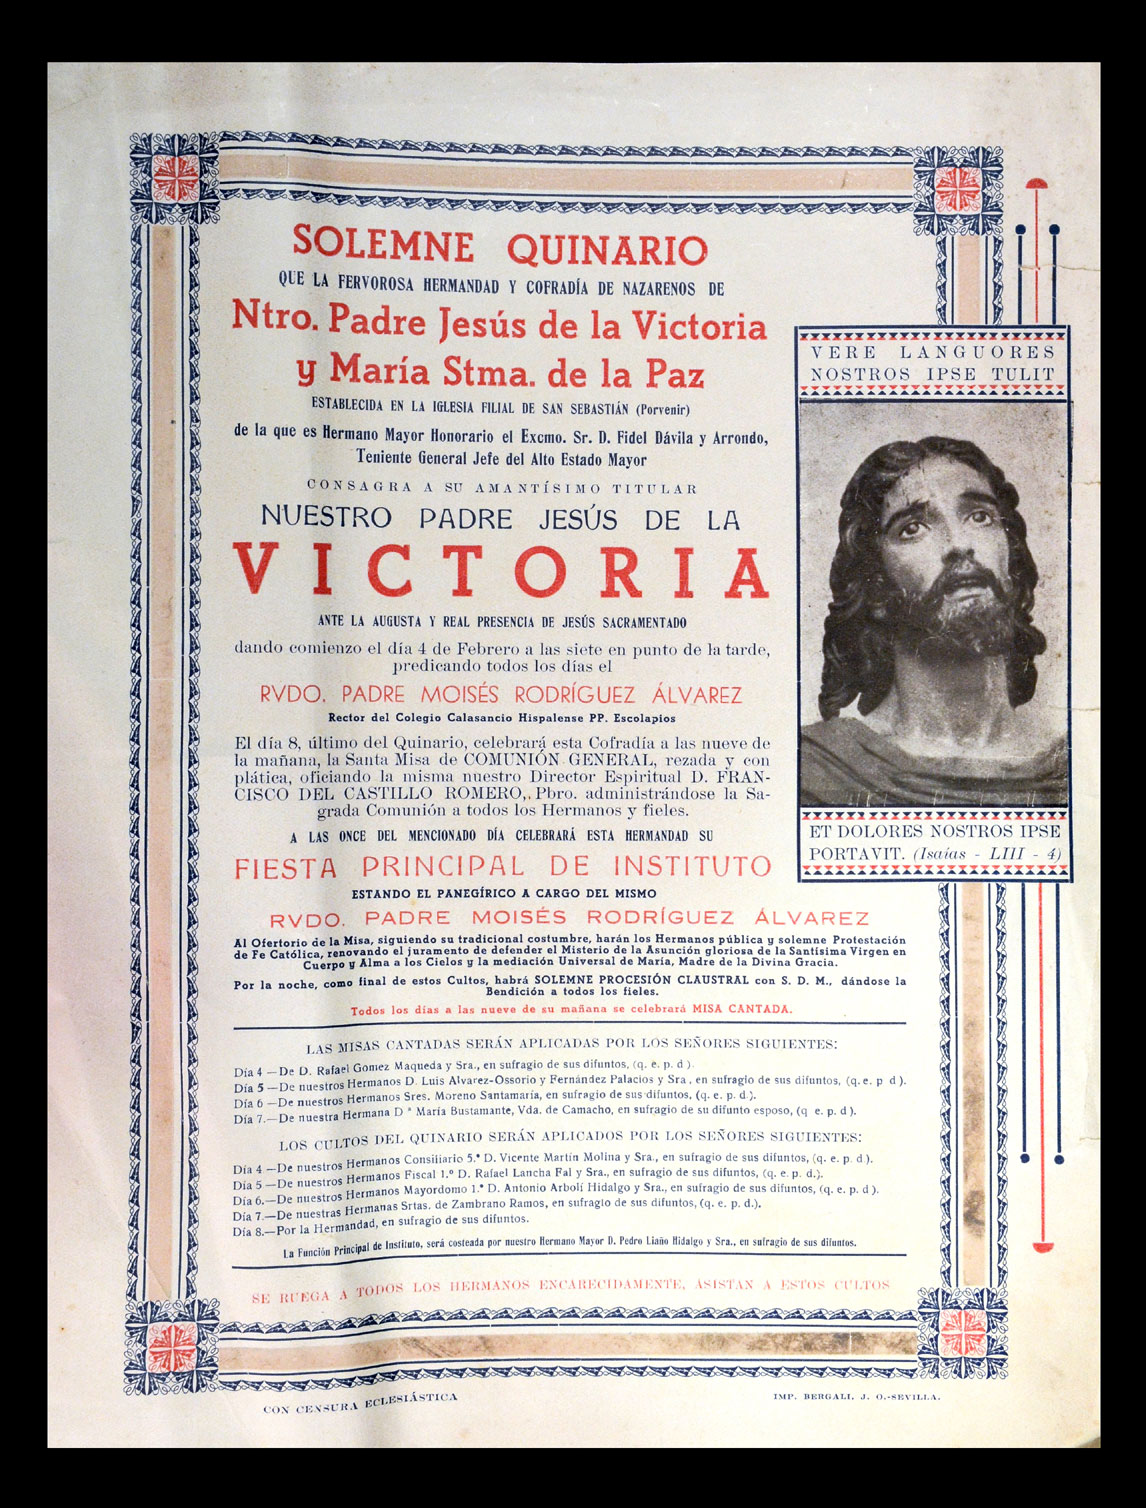 SOLEMNE QUINARIO
QUE LA FERVOROSA HERMANDAD Y COFRADÍA DE NAZARENOS DE
Ntro. Padre Jesús de la Victoria
y María Stma. de la Paz
ESTABLECIDA EN LA IGLESIA FILIAL DE SAN SEBASTIÁN (Porvenir)
de la que es Hermano Mayor Honorario el Excmo. Sr. D. Fidel Dávila y Arrondo,
Teniente General Jefe del Alto Estado Mayor
CONSAGRA A SU AMANTÍSIMO TITULAR
NUESTRO PADRE JESÚS DE LA
VICTORIA
ANTE LA AUGUSTA Y REAL PRESENCIA DE JESÚS SACRAMENTADO
dando comienzo el día 4 de Febrero a las siete en punto de la tarde,
predicando todos los días el
RVDO. PADRE MOISÉS RODRÍGUEZ ÁLVAREZ
Rector del Colegio Calasancio Hispalense PP. Escolapios
El día 8, último del Quinario, celebrará esta Cofradía a las nueve de
la mañana, la Santa Misa de COMUNIÓN GENERAL, rezada y con
plática, oficiando la misma nuestro Director Espiritual D. FRAN-
CISCO DEL CASTILLO ROMERO,. Pbro. administrándose la Sa-
grada Comunión a todos los Hermanos y fieles.
A LAS ONCE DEL MENCIONADO DÍA CELEBRARÁ ESTA HERMANDAD SU
FIESTA PRINCIPAL DE INSTITUTO
ESTANDO EL PANEGÍRICO A CARGO DEL MISMO
RVDO. PADRE MOISÉS RODRÍGUEZ ÁLVAREZ
Al Ofertorio de la Misa, siguiendo su tradicional costumbre, harán los Hermanos pública y solemne Protestación
de Fe Católica, renovando el juramento de defender el Misterio de la Asunción gloriosa de la Santísima Virgen en
Cuerpo y Alma a los Cielos y la mediación Universal de María, Madre de la Divina Gracia.
Por la noche, como final de estos Cultos, habrá SOLEMNE PROCESIÓN CLAUSTRAL con S. D. M., dándose la
Bendición a todos los fieles.
Todos los días a las nueve de su mañana se celebrará MISA CANTADA.
LAS MISAS CANTADAS SERÁN APLICADAS POR LOS SEÑORES SIGUIENTES:
Día 4 —De D. Rafael Gomez Maqueda y Sra., en sufragio de sus difuntos, (q. e. p. d ).
Día 5 —De nuestros Hermanos D. Luis Alvarez-Ossorio y Fernández Palacios y Sra , en sufragio de sus difuntos, (q. e. p d ).
Día 6 —De nuestros Hermanos Sres. Moreno Santamaría, en sufragio de sus difuntos, (q. e. p. d.).
Día 7.—De nuestra Hermana D ª María Bustamante, Vda. de Camacho, en sufragio de su difunto esposo, (q e. p. d ).
LOS CULTOS DEL QUINARIO SERÁN APLICADOS POR LOS SEÑORES SIGUIENTES:
Día 4 —De nuestros Hermanos Consiliario 5.º D. Vicente Martín Molina y Sra., en sufragio de sus difuntos, (q. e. p. d.).
Día 5 —De nuestros Hermanos Fiscal 1.º D. Rafael Lancha Fal y Sra., en sufragio de sus difuntos, (q. e. p. d.).
Día 6.—De nuestros Hermanos Mayordomo 1.º D. Antonio Arbolí Hidalgo y Sra., en sufragio de sus difuntos, (q. e. p. d ).
Día 7.—De nuestras Hermanas Srtas. de Zambrano Ramos, en sufragio de sus difuntos, (q. e. p. d.).
Día 8.—Por la Hermandad, en sufragio de sus difuntos.
La Función Principal de Instituto, será costeada por nuestro Hermano Mayor D. Pedro Liaño Hidalgo y Sra., en sufragio de sus difuntos.
SE RUEGA A TODOS LOS HERMANOS ENCARECIDAMENTE, ASISTAN A ESTOS CULTOS
VERE LANGUORES
NOSTROS IPSE TULIT
ET DOLORES NOSTROS IPSE
PORTAVIT. (Isaías - LIII - 4)
CON CENSURA ECLESIÁSTICA
IMP. BERGALI, J. O.-SEVILLA.